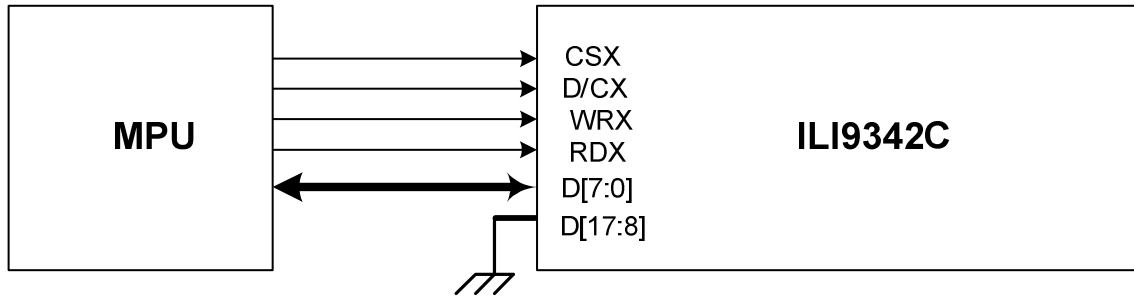 MPU
CSX
D/CX
WRX
RDX
D[7:0]
D[17:8]
ILI9342C